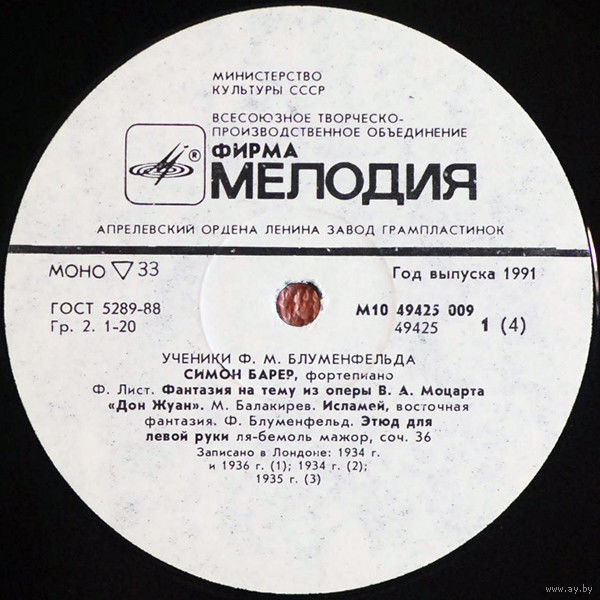 МИНИСТЕРСТВО
КУЛЬТУРЫ СССР
ВСЕСОЮЗНОЕ ТВОРЧЕСКО-
ПРОИЗВОДСТВЕННОЕ ОБЪЕДИНЕНИЕ
®
ФИРМА
МЕЛОДИЯ
АПРЕЛЕВСКИЙ ОРДЕНА ЛЕНИНА ЗАВОД ГРАМПЛАСТИНОК
МОНО ▽ 33
Год выпуска 1991
ГОСТ 5289-88
М10 49425 009
Гр. 2. 1-20
49425 1 (4)
УЧЕНИКИ Ф. М. БЛУМЕНФЕЛЬДА
СИМОН БАРЕР, фортепиано
Ф. Лист. Фантазия на тему из оперы В. А. Моцарта
«Дон Жуан». М. Балакирев. Исламей, восточная
фантазия. Ф. Блуменфельд. Этюд для
левой руки ля-бемоль мажор, соч. 36
Записано в Лондоне: 1934 г.
и 1936 г. (1); 1934 г. (2);
1935 г. (3)
www.ay.by